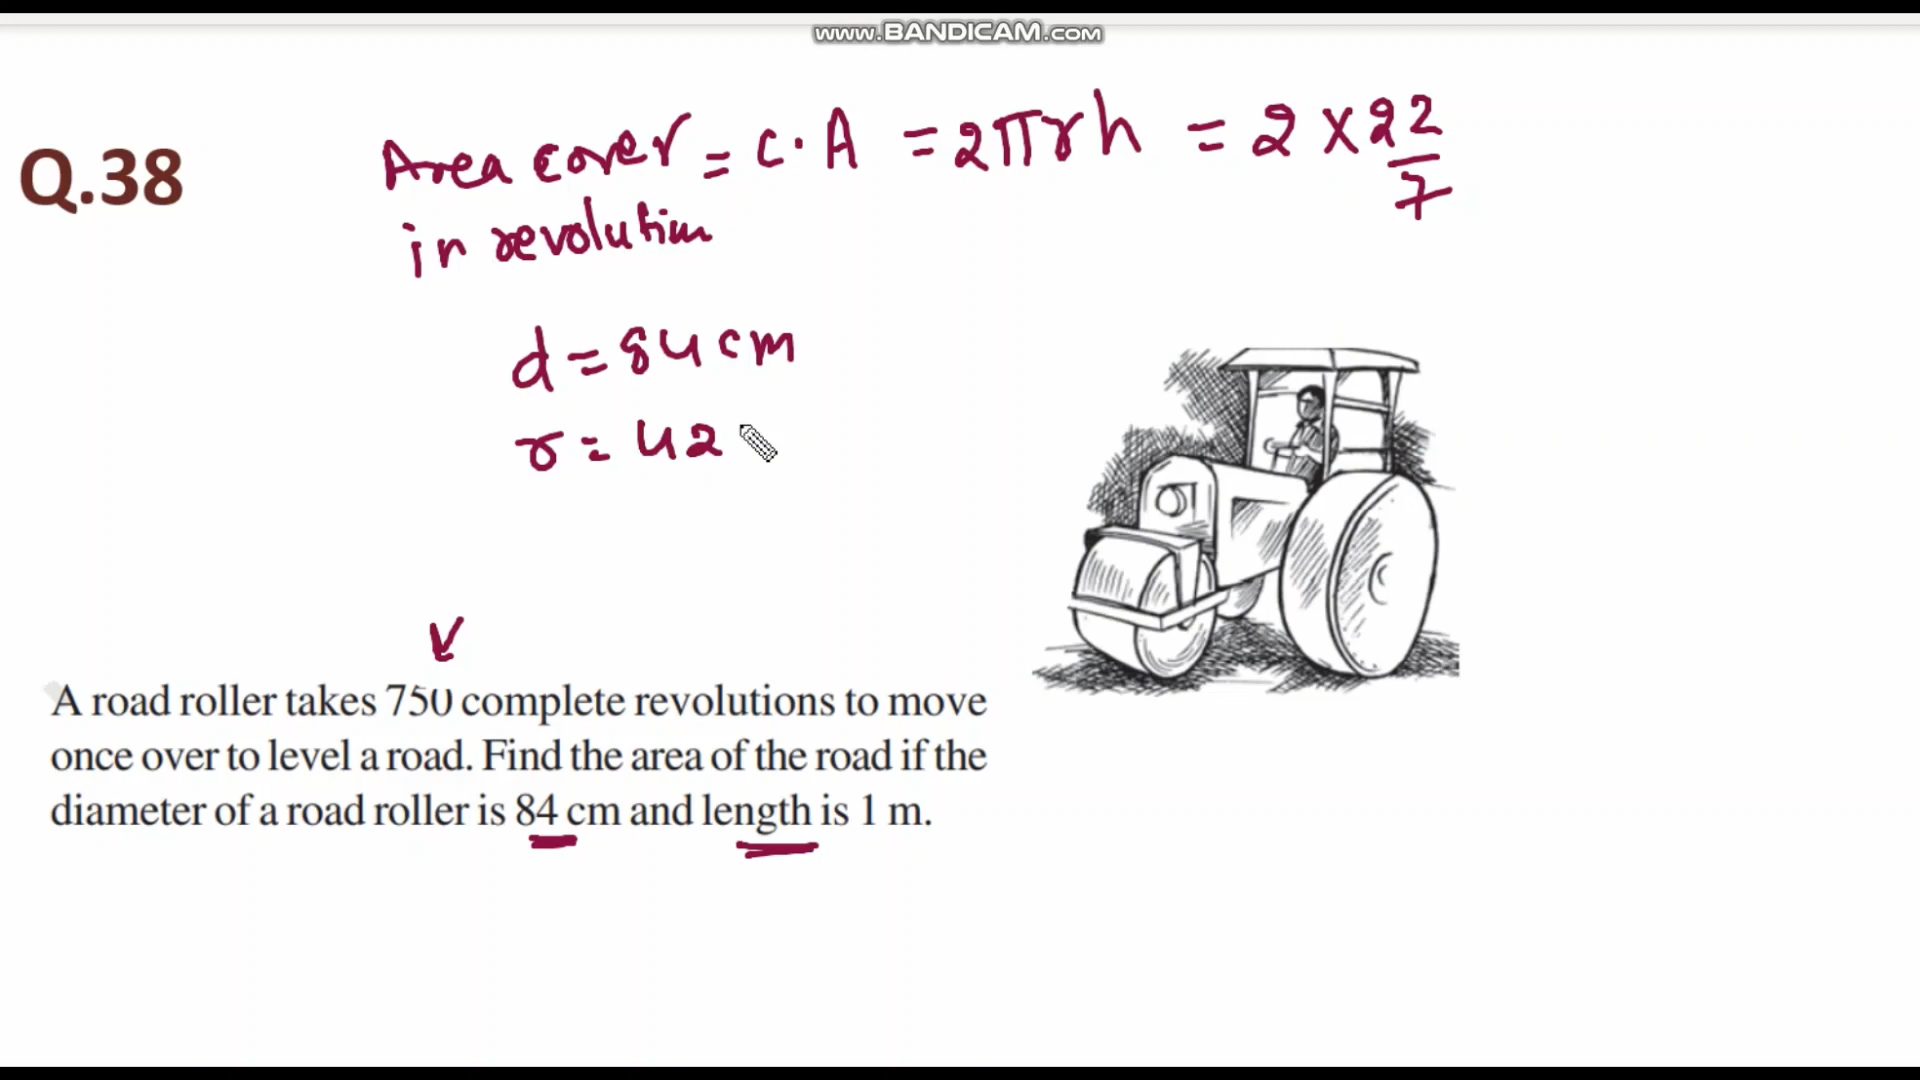 www.BANDICAM.com
Q.38
Area cover = C.A = 2πrh = 2 × 22/7
in revolution
d = 84 cm
r = 42
A road roller takes 750 complete revolutions to move
once over to level a road. Find the area of the road if the
diameter of a road roller is 84 cm and length is 1 m.